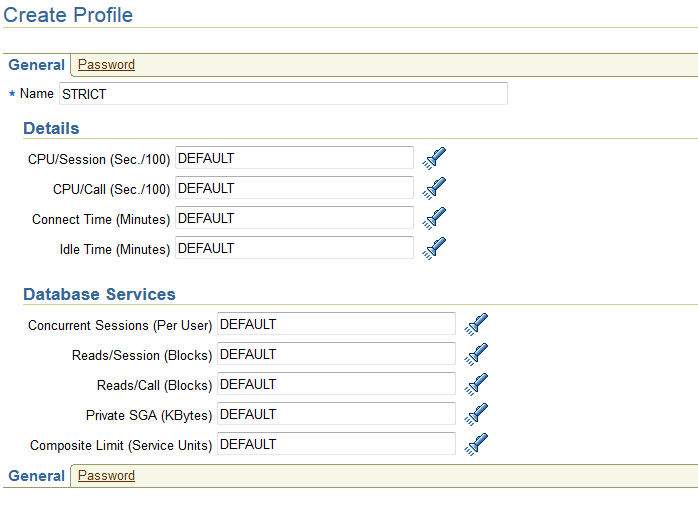 Create Profile
General Password
* Name STRICT
Details
CPU/Session (Sec./100) DEFAULT
CPU/Call (Sec./100) DEFAULT
Connect Time (Minutes) DEFAULT
Idle Time (Minutes) DEFAULT
Database Services
Concurrent Sessions (Per User) DEFAULT
Reads/Session (Blocks) DEFAULT
Reads/Call (Blocks) DEFAULT
Private SGA (KBytes) DEFAULT
Composite Limit (Service Units) DEFAULT
General Password